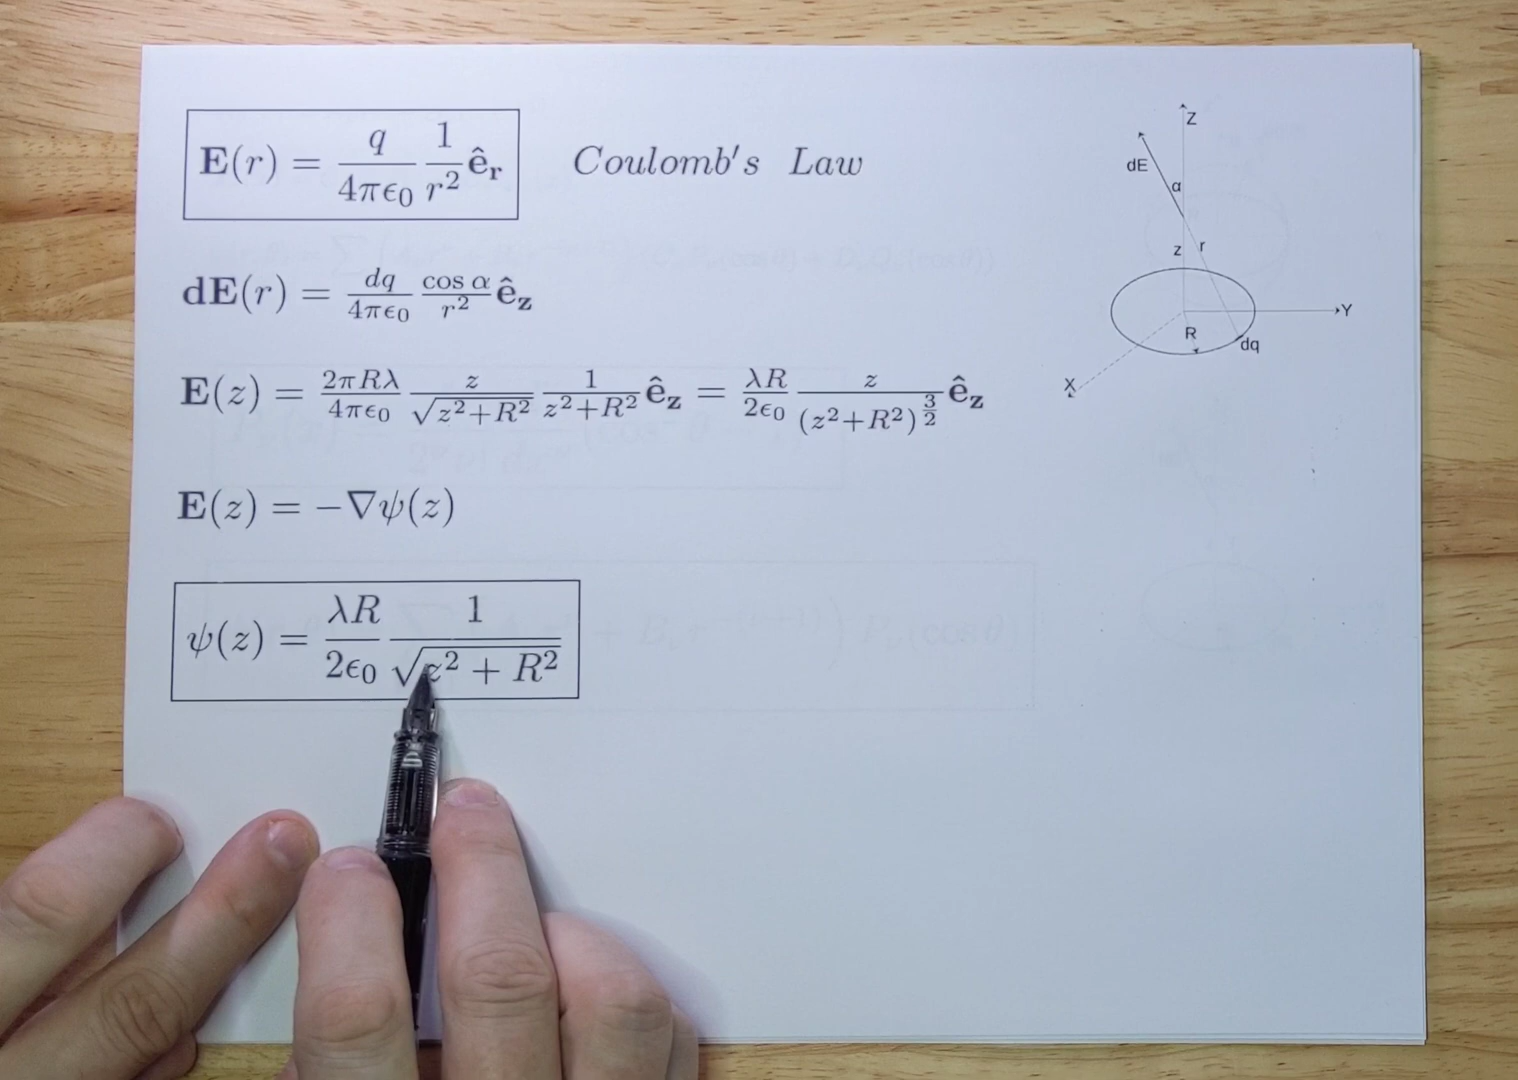 E(r) = q/4πϵ₀ 1/r² ê_r Coulomb's Law
dE(r) = dq/4πϵ₀ cos α/r² ê_z
E(z) = 2πRλ/4πϵ₀ z/√(z²+R²) 1/(z²+R²) ê_z = λR/2ϵ₀ z/(z²+R²)^(3/2) ê_z
E(z) = −∇ψ(z)
ψ(z) = λR/2ϵ₀ 1/√(z² + R²)
Z
dE
α
z r
Y
R
dq
X